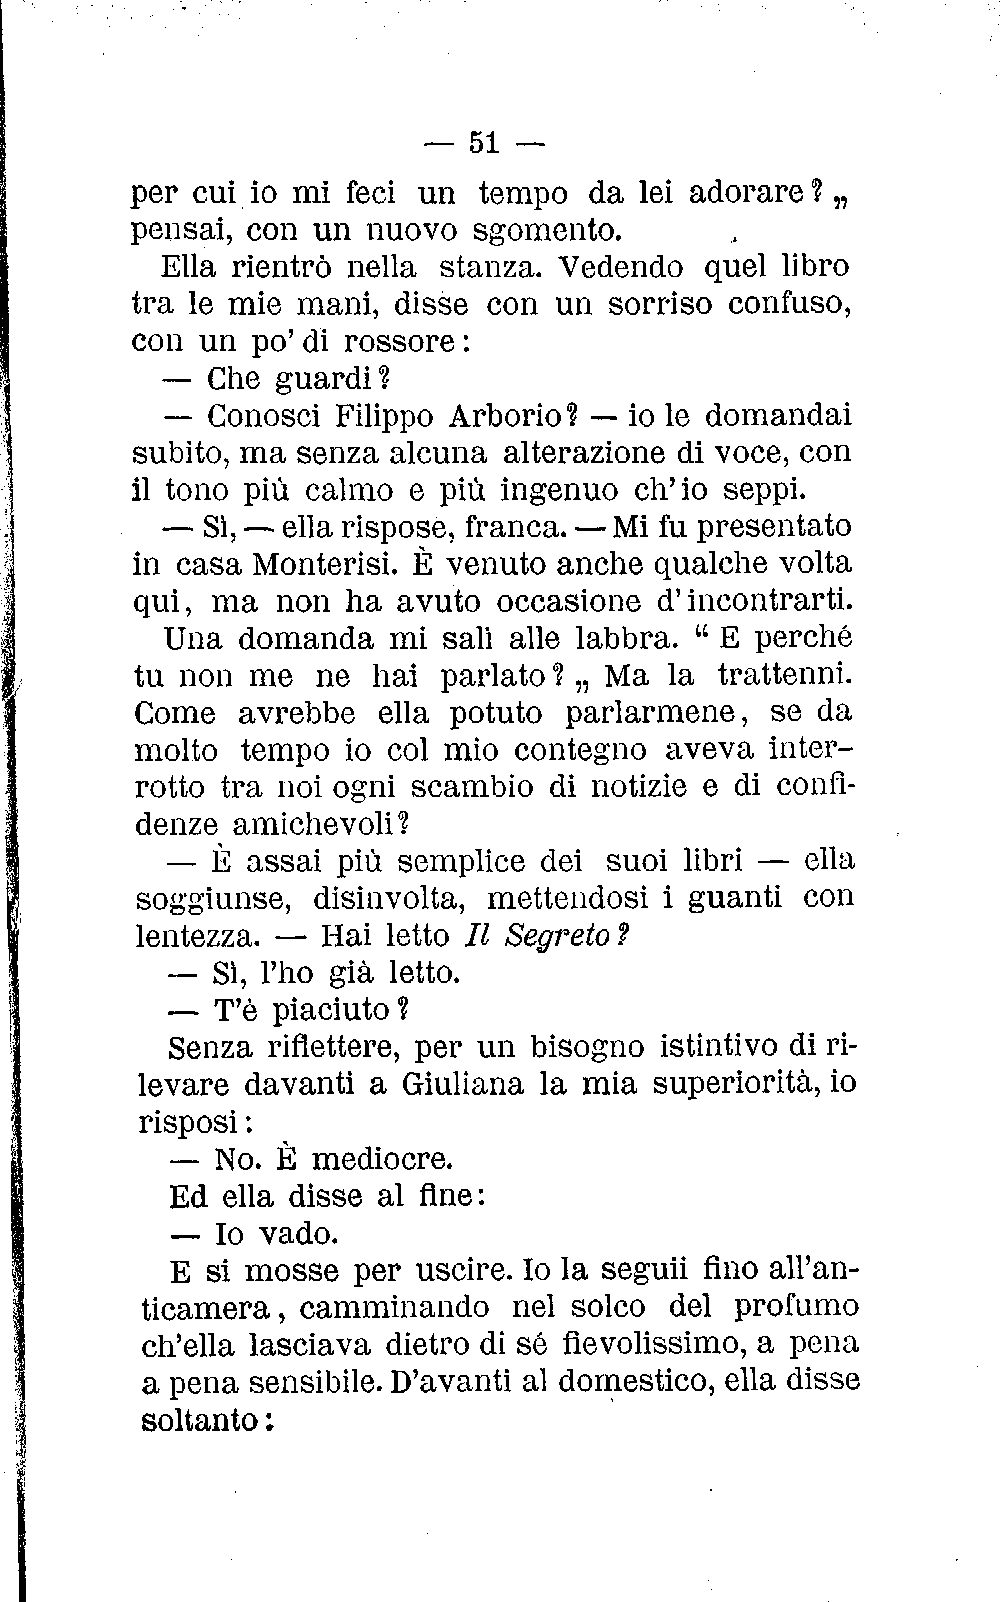 — 51 —
per cui io mi feci un tempo da lei adorare? „
pensai, con un nuovo sgomento.
Ella rientrò nella stanza. Vedendo quel libro
tra le mie mani, disse con un sorriso confuso,
con un po' di rossore:
— Che guardi?
— Conosci Filippo Arborio? — io le domandai
subito, ma senza alcuna alterazione di voce, con
il tono più calmo e più ingenuo ch'io seppi.
— Sì, — ella rispose, franca. — Mi fu presentato
in casa Monterisi. È venuto anche qualche volta
qui, ma non ha avuto occasione d'incontrarti.
Una domanda mi salì alle labbra. “ E perché
tu non me ne hai parlato? „ Ma la trattenni.
Come avrebbe ella potuto parlarmene, se da
molto tempo io col mio contegno aveva inter-
rotto tra noi ogni scambio di notizie e di confi-
denze amichevoli?
— È assai più semplice dei suoi libri — ella
soggiunse, disinvolta, mettendosi i guanti con
lentezza. — Hai letto Il Segreto?
— Sì, l'ho già letto.
— T'è piaciuto?
Senza riflettere, per un bisogno istintivo di ri-
levare davanti a Giuliana la mia superiorità, io
risposi:
— No. È mediocre.
Ed ella disse al fine:
— Io vado.
E si mosse per uscire. Io la seguii fino all'an-
ticamera, camminando nel solco del profumo
ch'ella lasciava dietro di sé fievolissimo, a pena
a pena sensibile. D'avanti al domestico, ella disse
soltanto: